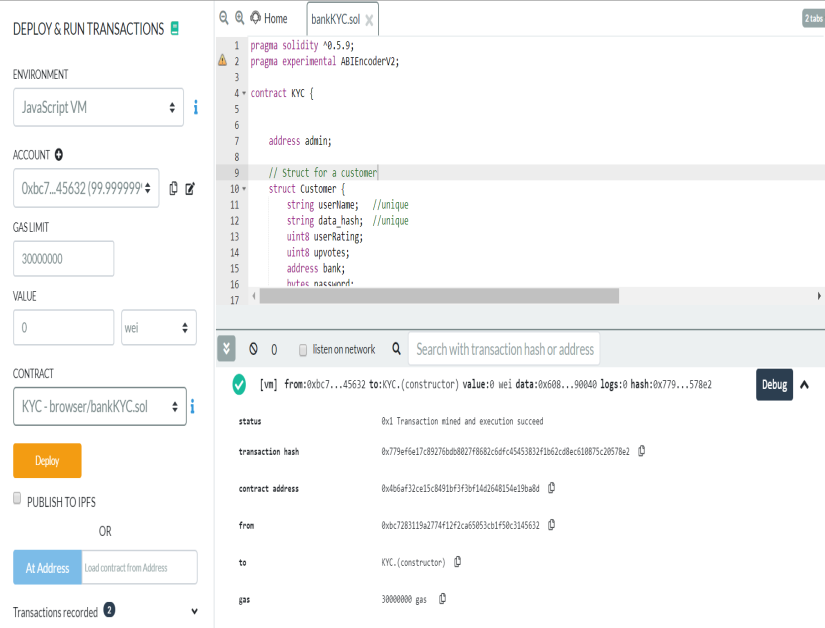 DEPLOY & RUN TRANSACTIONS
ENVIRONMENT
JavaScript VM
i
ACCOUNT
0xbc7...45632 (99.999999
GAS LIMIT
30000000
VALUE
0
wei
CONTRACT
KYC - browser/bankKYC.sol
i
Deploy
PUBLISH TO IPFS
OR
At Address
Load contract from Address
Transactions recorded 2
Home
bankKYC.sol
2 tabs
1 pragma solidity ^0.5.9;
2 pragma experimental ABIEncoderV2;
3
4 contract KYC {
5
6
7 address admin;
8
9 // Struct for a customer
10 struct Customer {
11 string userName; //unique
12 string data_hash; //unique
13 uint8 userRating;
14 uint8 upvotes;
15 address bank;
16 bytes password;
17
0
listen on network
Search with transaction hash or address
[vm] from:0xbc7...45632 to:KYC.(constructor) value:0 wei data:0x608...90040 logs:0 hash:0x779...578e2
Debug
status 0x1 Transaction mined and execution succeed
transaction hash 0x779ef6e17c89276bdb8027f8682c6dfc45453832f1b62cd8ec610875c20578e2
contract address 0x4b6af32ce15c8491bf3f3bf14d2648154e19ba8d
from 0xbc7283119a2774f12f2ca65053cb1f50c3145632
to KYC.(constructor)
gas 30000000 gas